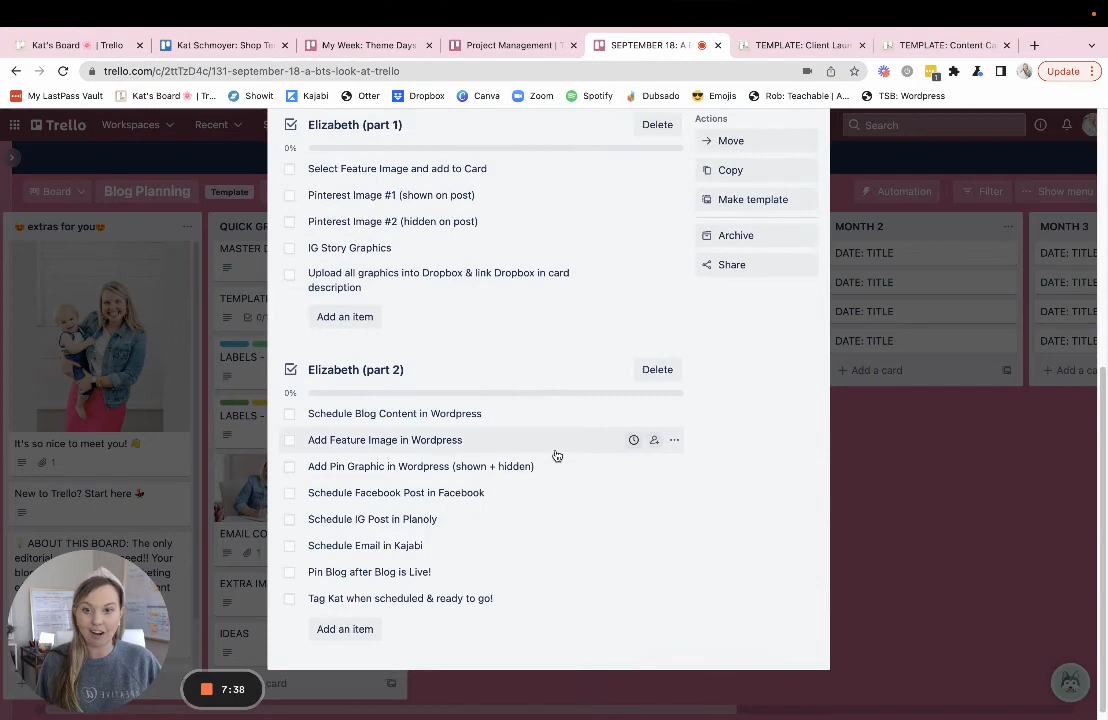 Kat's Board 🌸 | Trello
Kat Schmoyer: Shop Te
My Week: Theme Days
Project Management | T
SEPTEMBER 18: A B
TEMPLATE: Client Laun
TEMPLATE: Content Ca
trello.com/c/2ttTzD4c/131-september-18-a-bts-look-at-trello
Update
My LastPass Vault
Kat's Board 🌸 | Tr...
Showit
Kajabi
Otter
Dropbox
Canva
Zoom
Spotify
Dubsado
Emojis
Rob: Teachable | A...
TSB: Wordpress
Trello
Workspaces
Recent
S
Search
Board
Blog Planning
Template
Automation
Filter
Show menu
😍 extras for you😍
It's so nice to meet you! 👋
1
New to Trello? Start here 💌
💡 ABOUT THIS BOARD: The only
editorial
need!! Your
QUICK GR
MASTER D
TEMPLAT
0/
LABELS -
LABELS -
EMAIL CO
1
EXTRA IM
IDEAS
card
Elizabeth (part 1)
Delete
0%
Select Feature Image and add to Card
Pinterest Image #1 (shown on post)
Pinterest Image #2 (hidden on post)
IG Story Graphics
Upload all graphics into Dropbox & link Dropbox in card
description
Add an item
Elizabeth (part 2)
Delete
0%
Schedule Blog Content in Wordpress
Add Feature Image in Wordpress
Add Pin Graphic in Wordpress (shown + hidden)
Schedule Facebook Post in Facebook
Schedule IG Post in Planoly
Schedule Email in Kajabi
Pin Blog after Blog is Live!
Tag Kat when scheduled & ready to go!
Add an item
Actions
Move
Copy
Make template
Archive
Share
MONTH 2
DATE: TITLE
DATE: TITLE
DATE: TITLE
DATE: TITLE
Add a card
MONTH 3
DATE: TITLE
DATE: TITLE
DATE: TITLE
DATE: TITLE
Add a ca
7:38